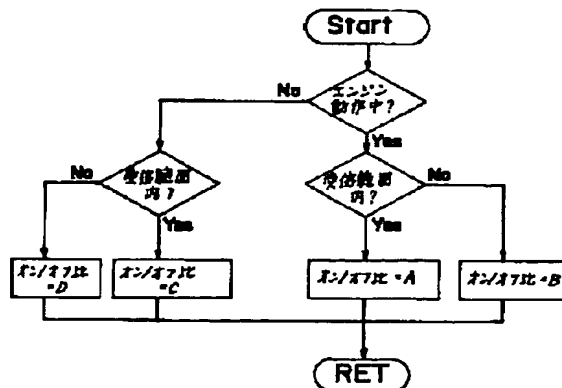 Start
No
エンジン
動作中?
Yes
No
受信範囲
内?
Yes
受信範囲
内?
No
Yes
オン/オフ比
=D
オン/オフ比
=C
オン/オフ比=A
オン/オフ比=B
RET